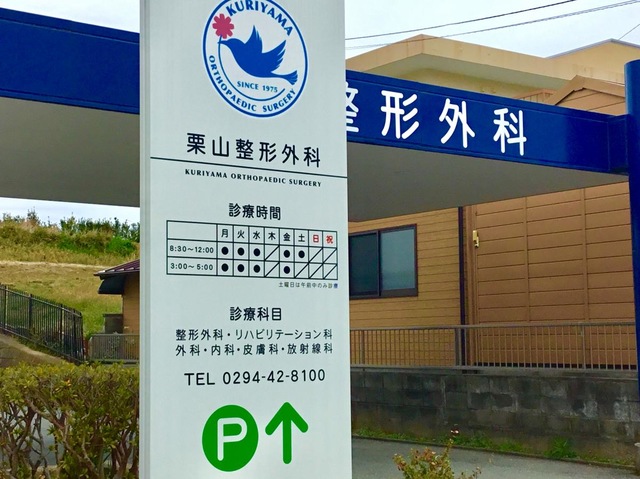 KURIYAMA
SINCE 1975
ORTHOPAEDIC SURGERY
栗山整形外科
KURIYAMA ORTHOPAEDIC SURGERY
診療時間
月 火 水 木 金 土 日 祝
8:30～12:00 ● ● ● ／ ● ● ／ ／
3:00～5:00 ● ● ● ／ ● ／ ／ ／
土曜日は午前中のみ診療
診療科目
整形外科・リハビリテーション科
外科・内科・皮膚科・放射線科
TEL 0294-42-8100
P ↑
整形外科